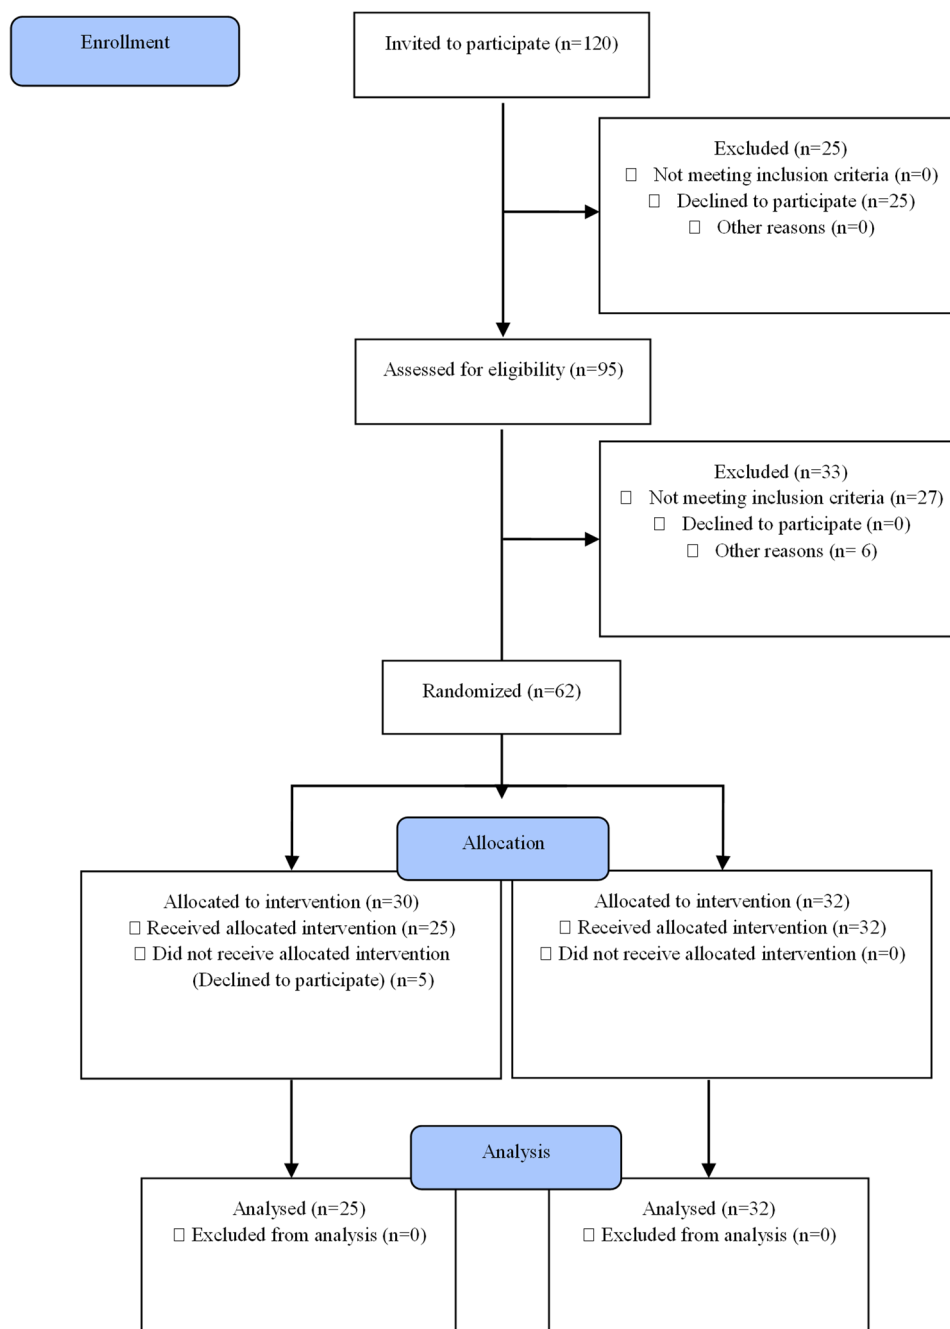 Enrollment
Invited to participate (n=120)
Excluded (n=25)
□ Not meeting inclusion criteria (n=0)
□ Declined to participate (n=25)
□ Other reasons (n=0)
Assessed for eligibility (n=95)
Excluded (n=33)
□ Not meeting inclusion criteria (n=27)
□ Declined to participate (n=0)
□ Other reasons (n= 6)
Randomized (n=62)
Allocation
Allocated to intervention (n=30)
□ Received allocated intervention (n=25)
□ Did not receive allocated intervention
(Declined to participate) (n=5)
Allocated to intervention (n=32)
□ Received allocated intervention (n=32)
□ Did not receive allocated intervention (n=0)
Analysis
Analysed (n=25)
□ Excluded from analysis (n=0)
Analysed (n=32)
□ Excluded from analysis (n=0)